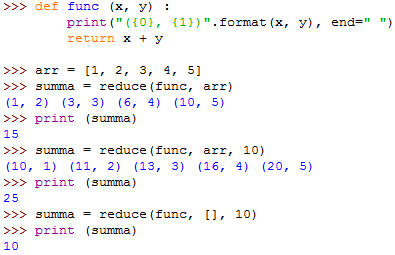 >>> def func (x, y) :
        print("({0}, {1})".format(x, y), end=" ")
        return x + y

>>> arr = [1, 2, 3, 4, 5]
>>> summa = reduce(func, arr)
(1, 2) (3, 3) (6, 4) (10, 5)
>>> print (summa)
15
>>> summa = reduce(func, arr, 10)
(10, 1) (11, 2) (13, 3) (16, 4) (20, 5)
>>> print (summa)
25
>>> summa = reduce(func, [], 10)
>>> print (summa)
10